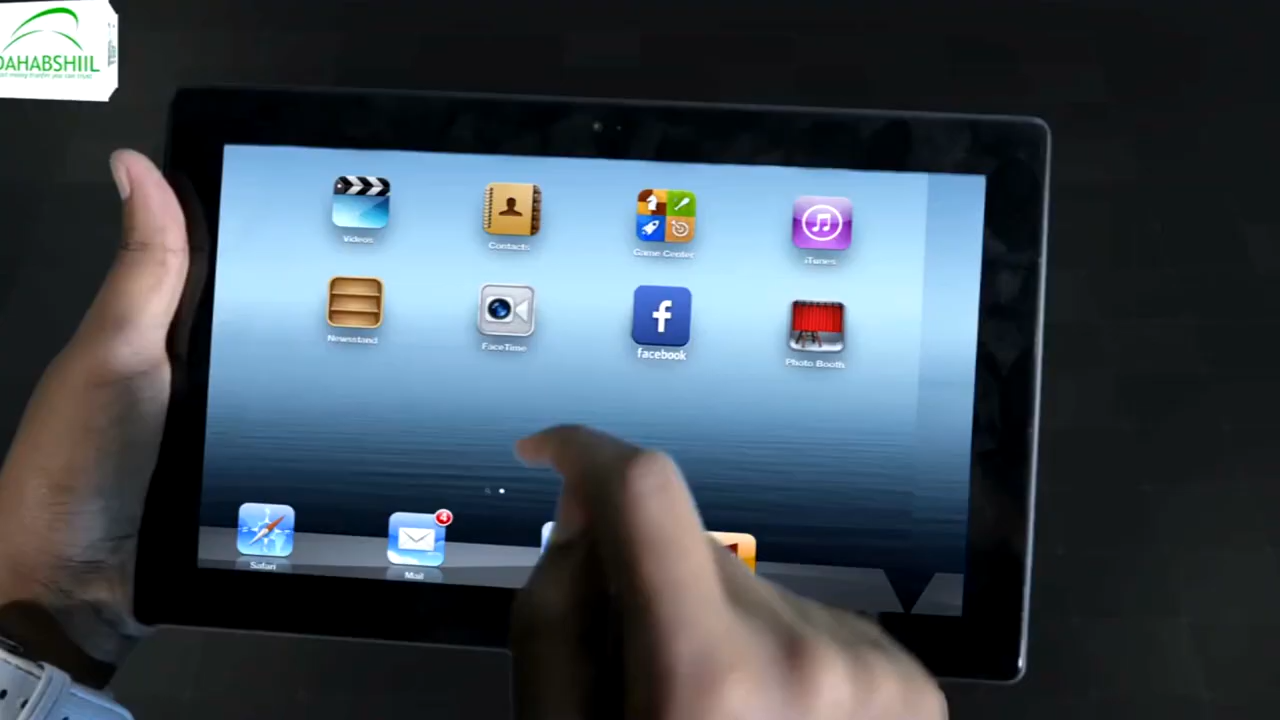 DAHABSHIIL
Videos
Contacts
Game Center
iTunes
Newsstand
FaceTime
facebook
Photo Booth
4
Safari
Mail